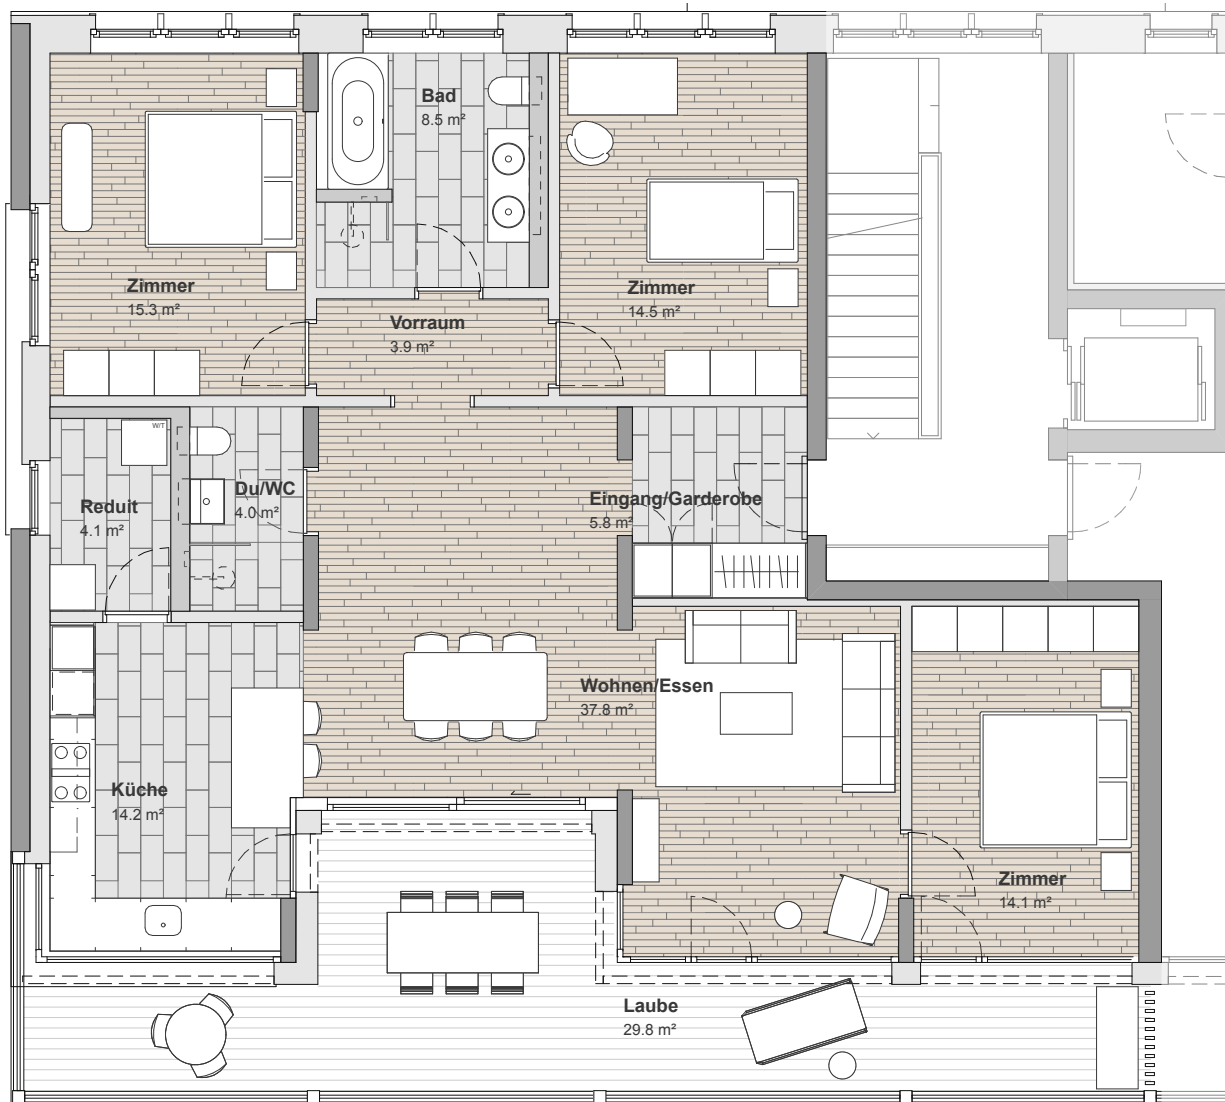 Bad
8.5 m²
Zimmer
15.3 m²
Zimmer
14.5 m²
Vorraum
3.9 m²
W/T
Reduit
4.1 m²
Du/WC
4.0 m²
Eingang/Garderobe
5.8 m²
Wohnen/Essen
37.8 m²
Küche
14.2 m²
Zimmer
14.1 m²
Laube
29.8 m²